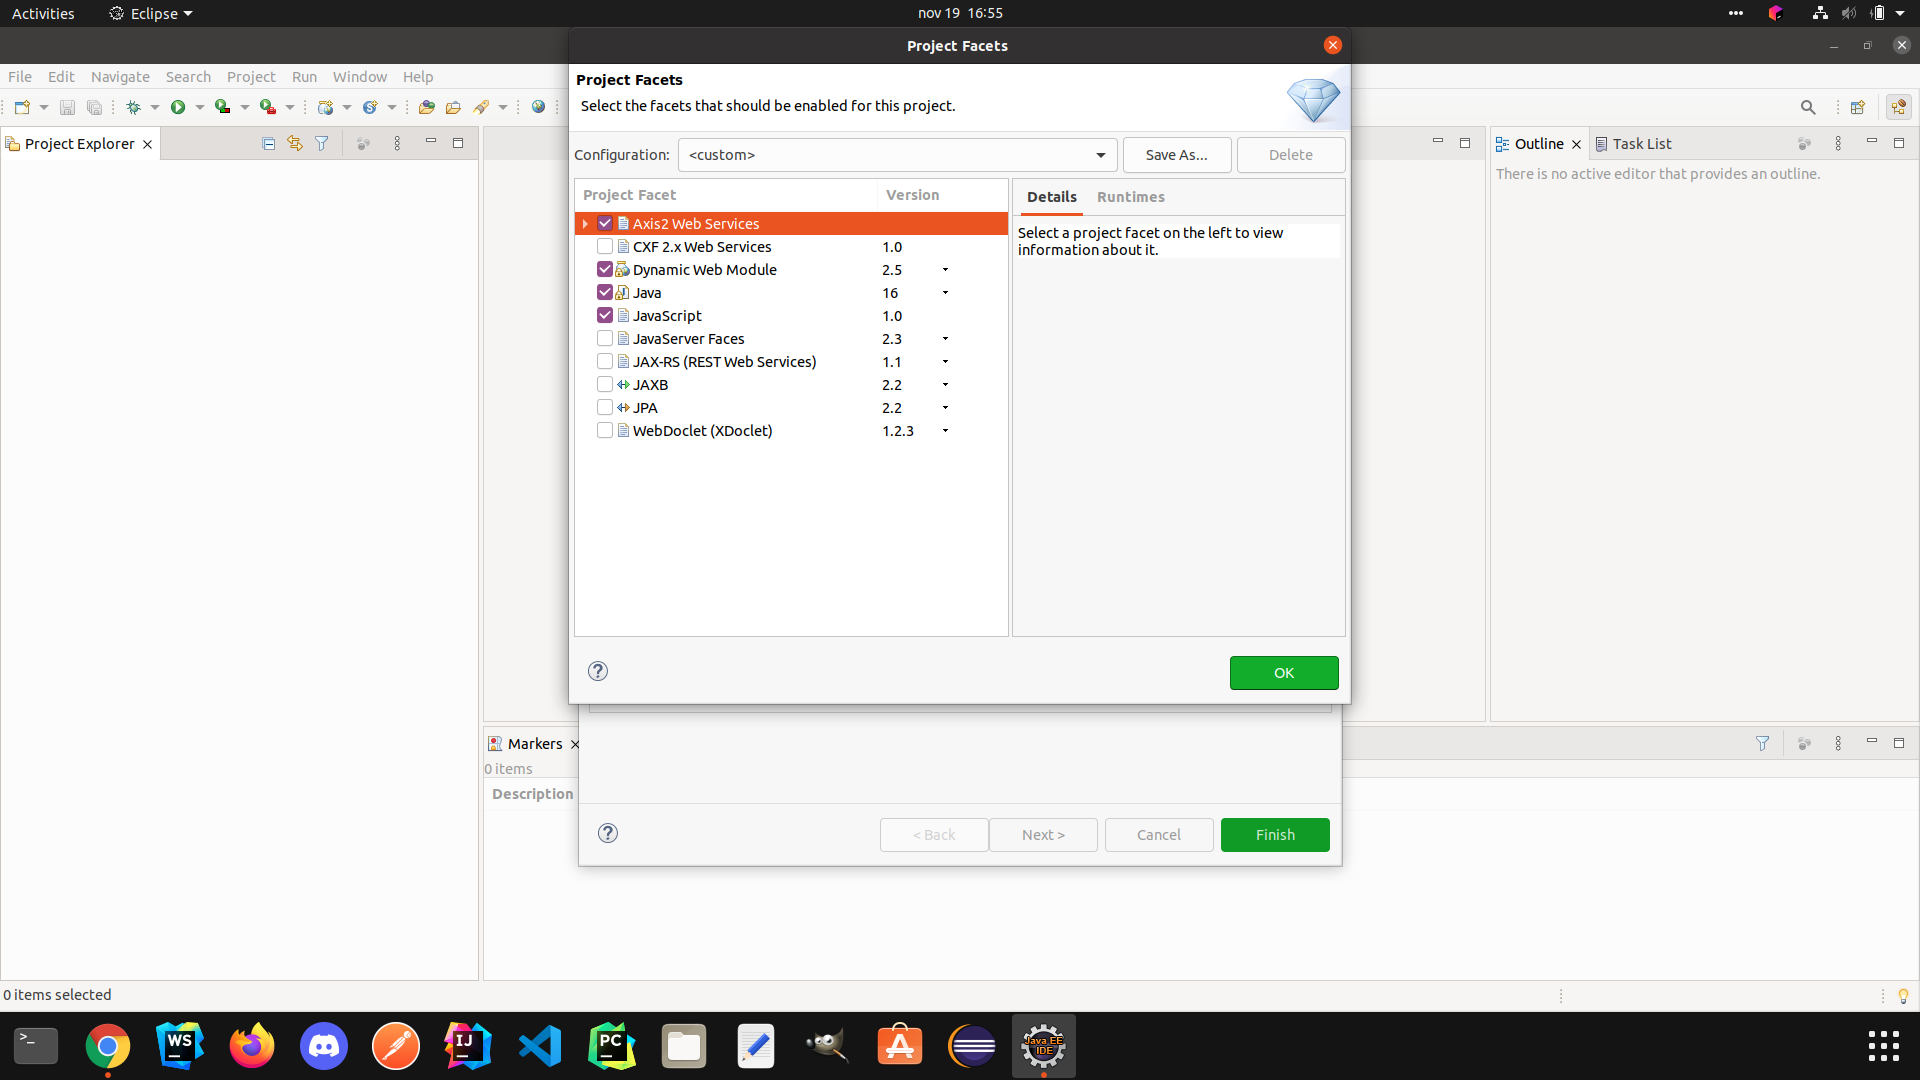 Activities
Eclipse
nov 19 16:55
Project Facets
File Edit Navigate Search Project Run Window Help
Project Facets
Select the facets that should be enabled for this project.
Project Explorer
Outline
Task List
There is no active editor that provides an outline.
Configuration:
<custom>
Save As...
Delete
Project Facet Version
Axis2 Web Services
CXF 2.x Web Services 1.0
Dynamic Web Module 2.5
Java 16
JavaScript 1.0
JavaServer Faces 2.3
JAX-RS (REST Web Services) 1.1
JAXB 2.2
JPA 2.2
WebDoclet (XDoclet) 1.2.3
Details Runtimes
Select a project facet on the left to view
information about it.
?
OK
Markers
0 items
Description
?
< Back
Next >
Cancel
Finish
0 items selected
>_
WS
IJ
PC
A
Java EE
IDE